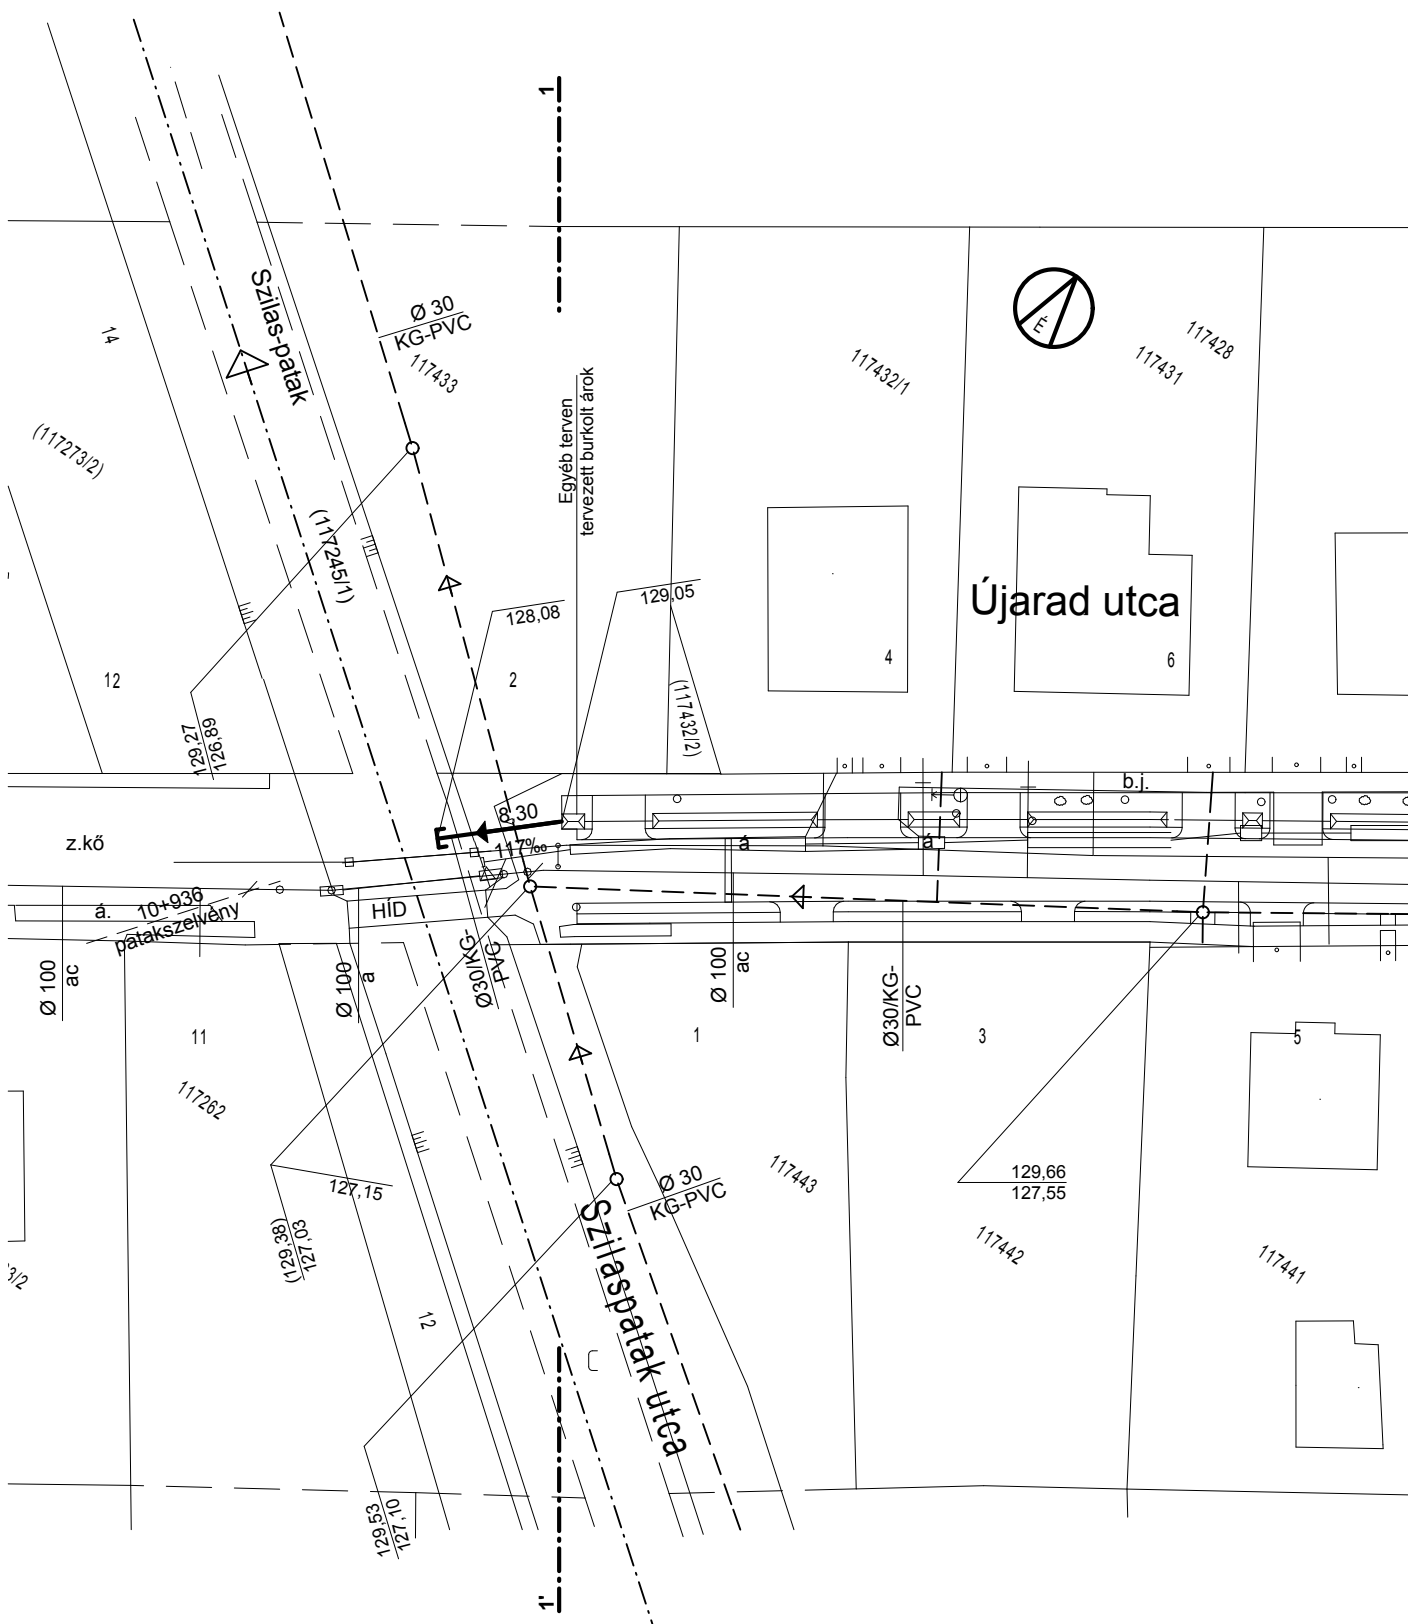 1
Szilas-patak
Ø 30
KG-PVC
117433
14
(117273/2)
É
117428
117431
117432/1
Egyéb terven
tervezett burkolt árok
(117245/1)
Újarad utca
128,08
129,05
2
4
6
12
(117432/2)
129,27
126,89
b.j.
8,30
117‰
z.kő
á
á
10+936
patakszelvény
á.
HÍD
Ø 100
ac
Ø 100
a
Ø30/KG-
PVC
Ø 100
ac
Ø30/KG-
PVC
11
1
3
5
117262
127,15
(129,38)
127,03
Ø 30
KG-PVC
117443
129,66
127,55
117442
117441
3/2
12
Szilaspatak utca
129,53
127,10
1'